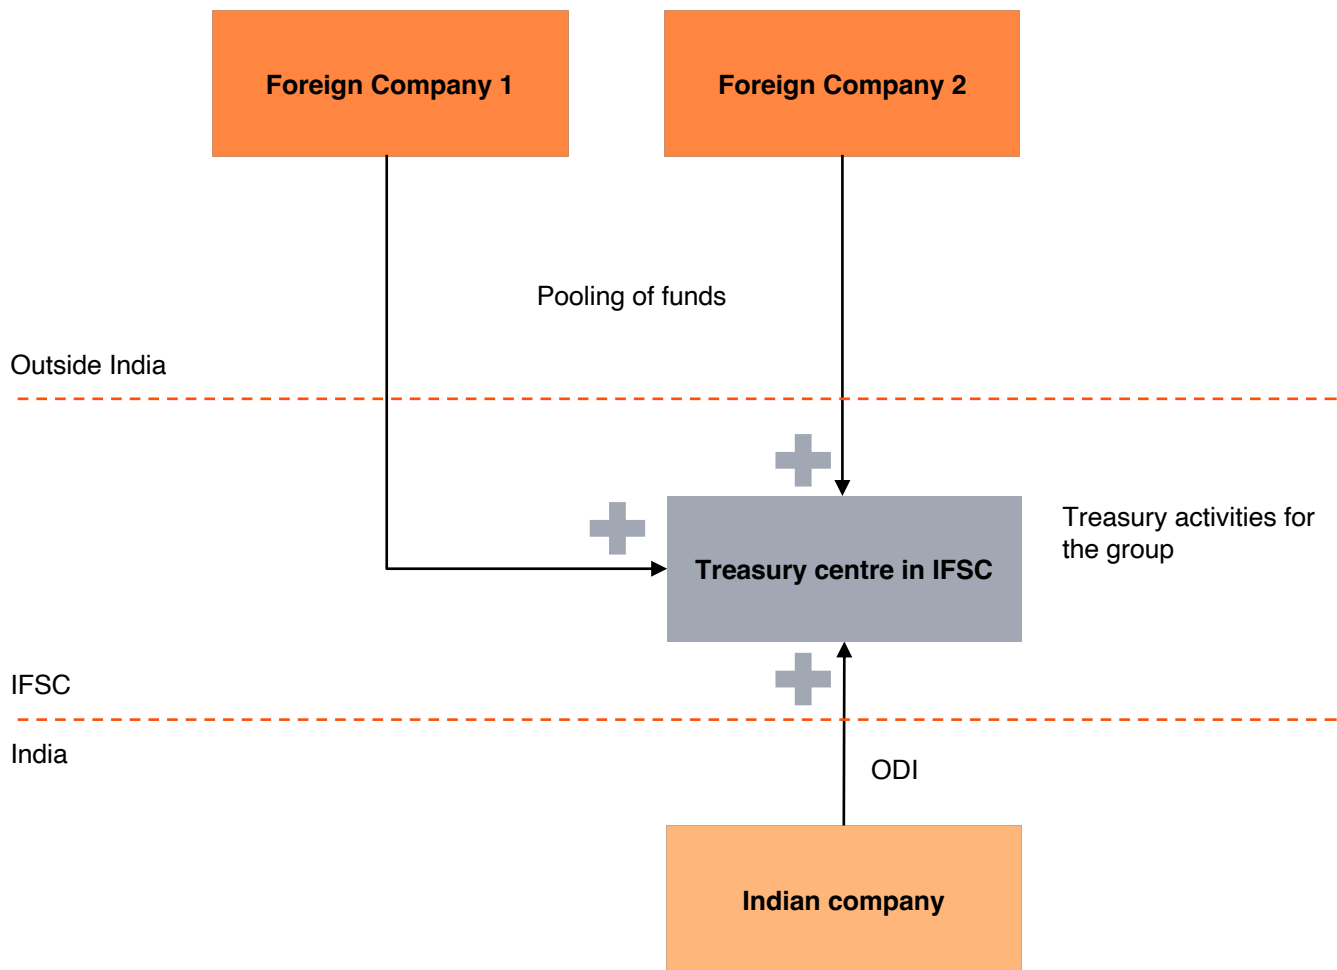 Foreign Company 1
Foreign Company 2
Pooling of funds
Outside India
Treasury activities for
the group
Treasury centre in IFSC
IFSC
India
ODI
Indian company